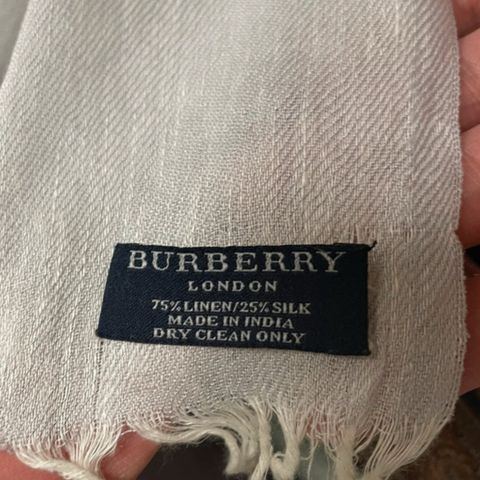 BURBERRY
LONDON
75% LINEN/25% SILK
MADE IN INDIA
DRY CLEAN ONLY